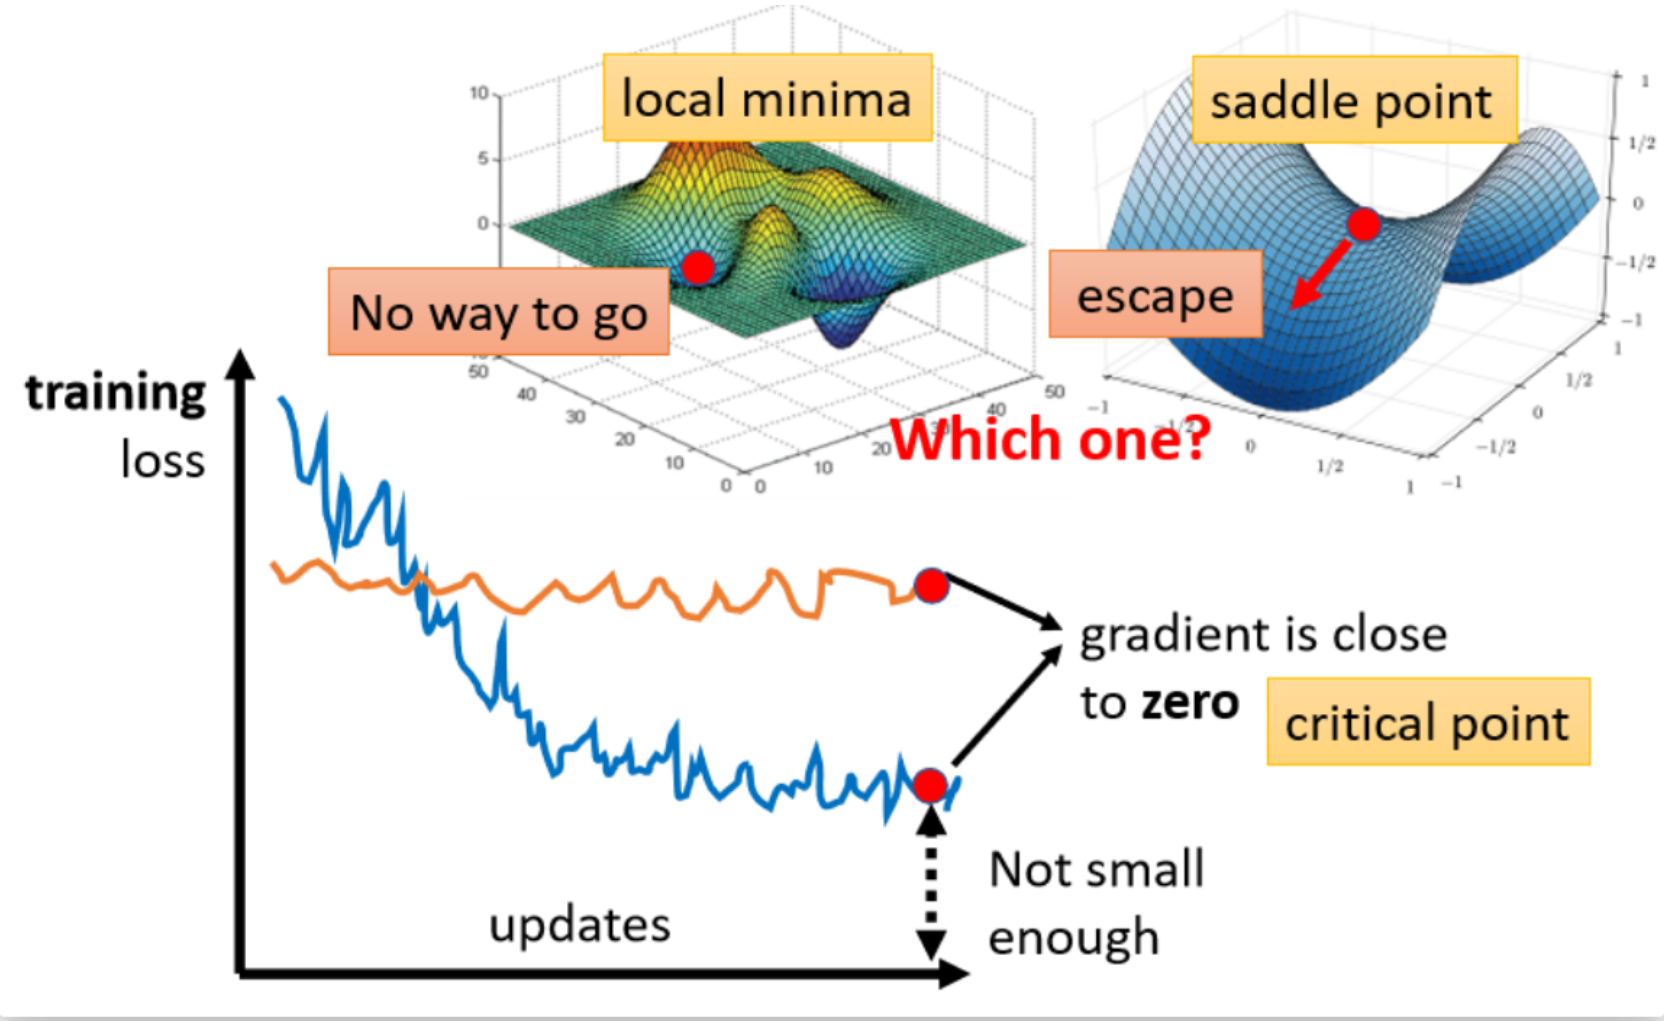 local minima
saddle point
No way to go
escape
10
5
0
50
40
30
20
10
0
0
10
20
30
40
50
1
1/2
0
-1/2
-1
-1
-1/2
0
1/2
1
-1
-1/2
0
1/2
1
Which one?
training
loss
gradient is close
to zero
critical point
Not small
enough
updates